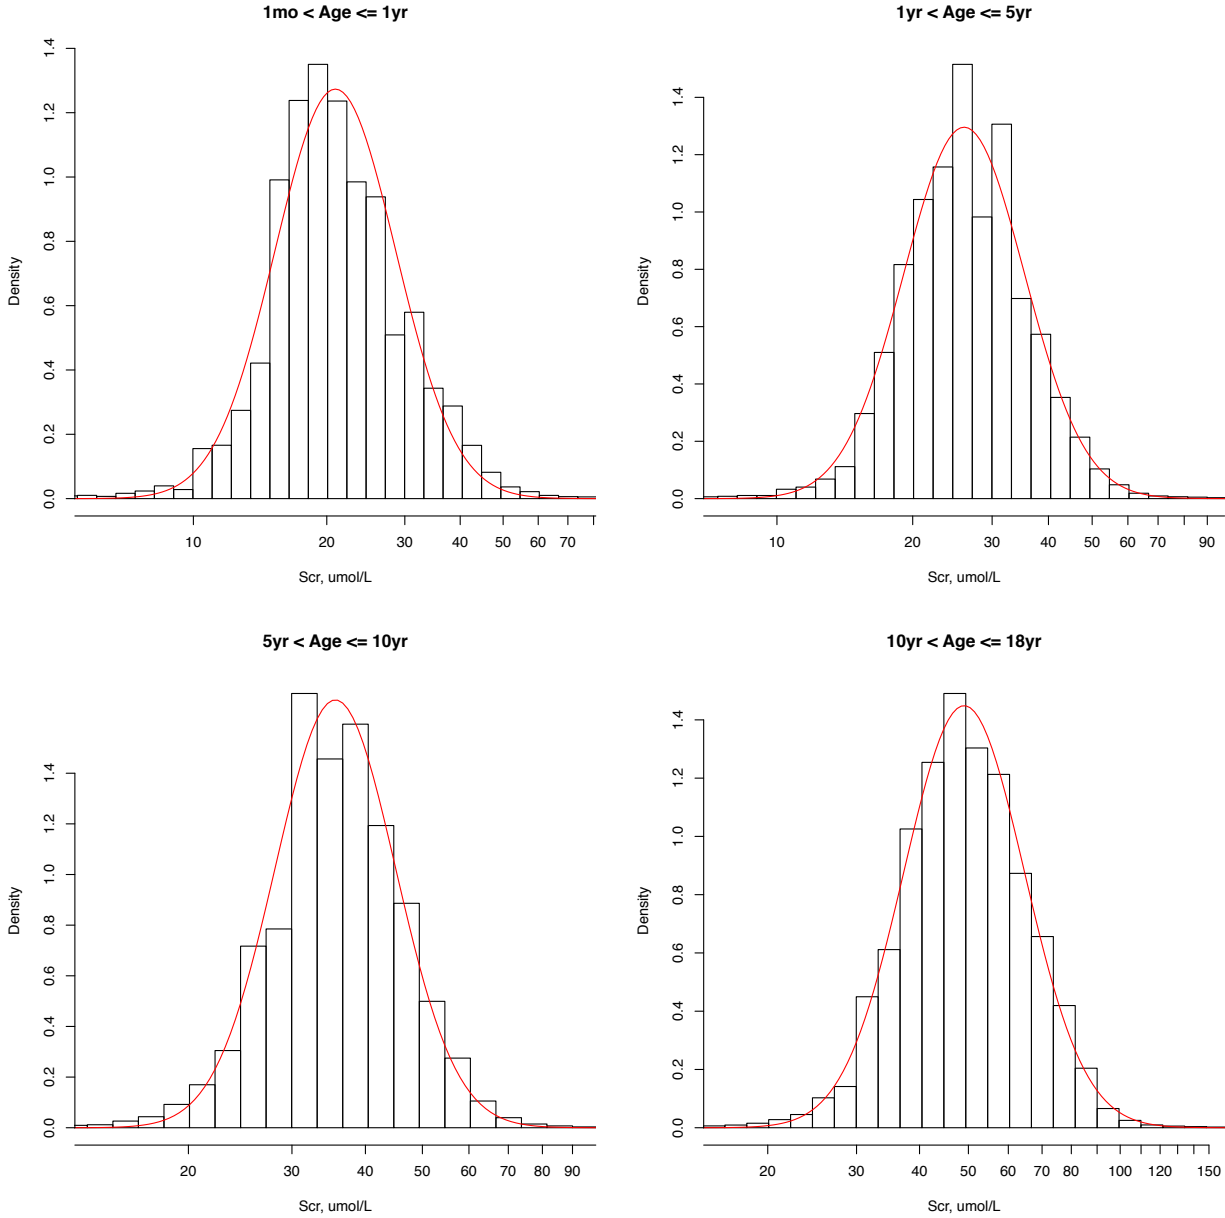 1mo < Age <= 1yr
Density
0.0 0.2 0.4 0.6 0.8 1.0 1.2 1.4
10 20 30 40 50 60 70
Scr, umol/L
1yr < Age <= 5yr
Density
0.0 0.2 0.4 0.6 0.8 1.0 1.2 1.4
10 20 30 40 50 60 70 90
Scr, umol/L
5yr < Age <= 10yr
Density
0.0 0.2 0.4 0.6 0.8 1.0 1.2 1.4
20 30 40 50 60 70 80 90
Scr, umol/L
10yr < Age <= 18yr
Density
0.0 0.2 0.4 0.6 0.8 1.0 1.2 1.4
20 30 40 50 60 70 80 100 120 150
Scr, umol/L